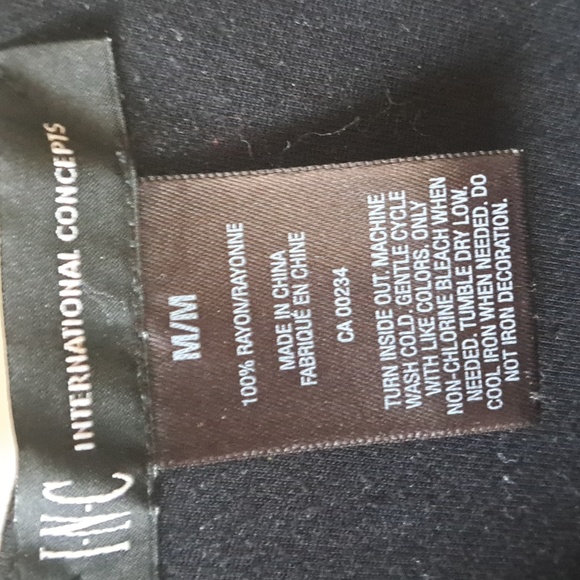 I·N·C INTERNATIONAL CONCEPTS
M/M
100% RAYON/RAYONNE
MADE IN CHINA
FABRIQUÉ EN CHINE
CA 00234
TURN INSIDE OUT. MACHINE
WASH COLD. GENTLE CYCLE
WITH LIKE COLORS. ONLY
NON-CHLORINE BLEACH WHEN
NEEDED. TUMBLE DRY LOW.
COOL IRON WHEN NEEDED. DO
NOT IRON DECORATION.